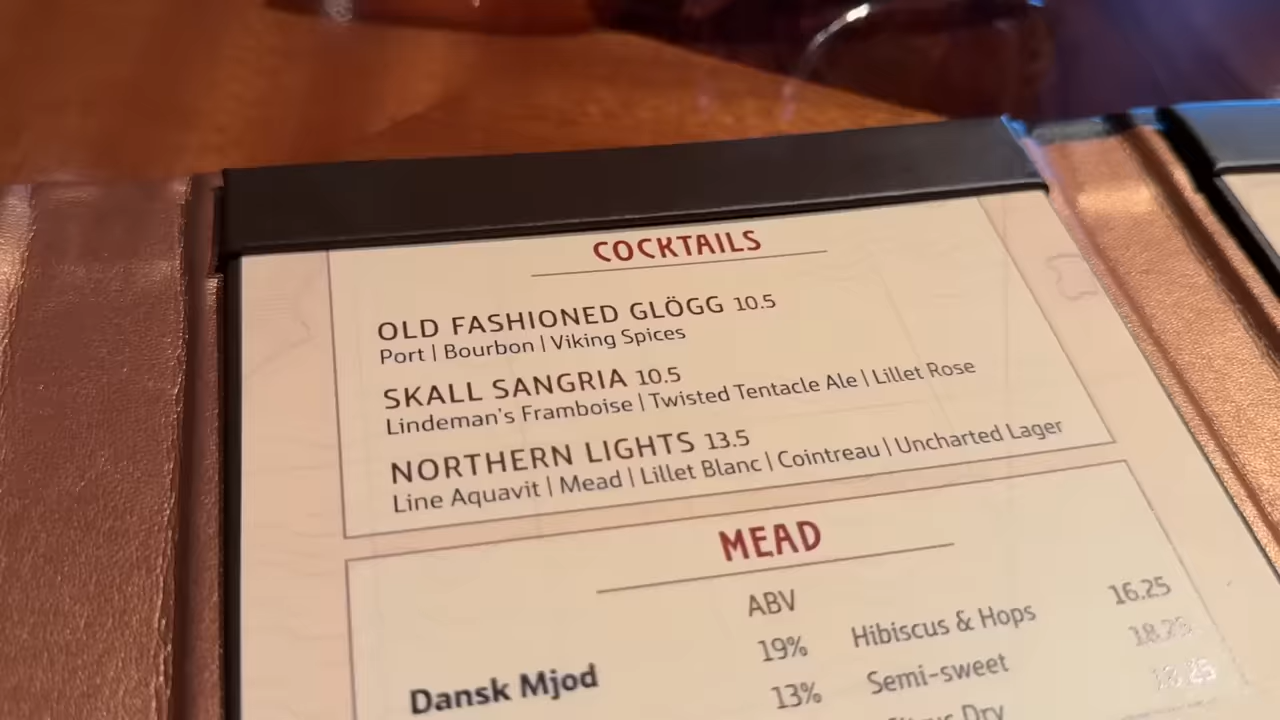 COCKTAILS
OLD FASHIONED GLÖGG 10.5
Port | Bourbon | Viking Spices
SKALL SANGRIA 10.5
Lindeman's Framboise | Twisted Tentacle Ale | Lillet Rose
NORTHERN LIGHTS 13.5
Line Aquavit | Mead | Lillet Blanc | Cointreau | Uncharted Lager
MEAD
ABV
19% Hibiscus & Hops 16.25
Dansk Mjod 13% Semi-sweet
Dry